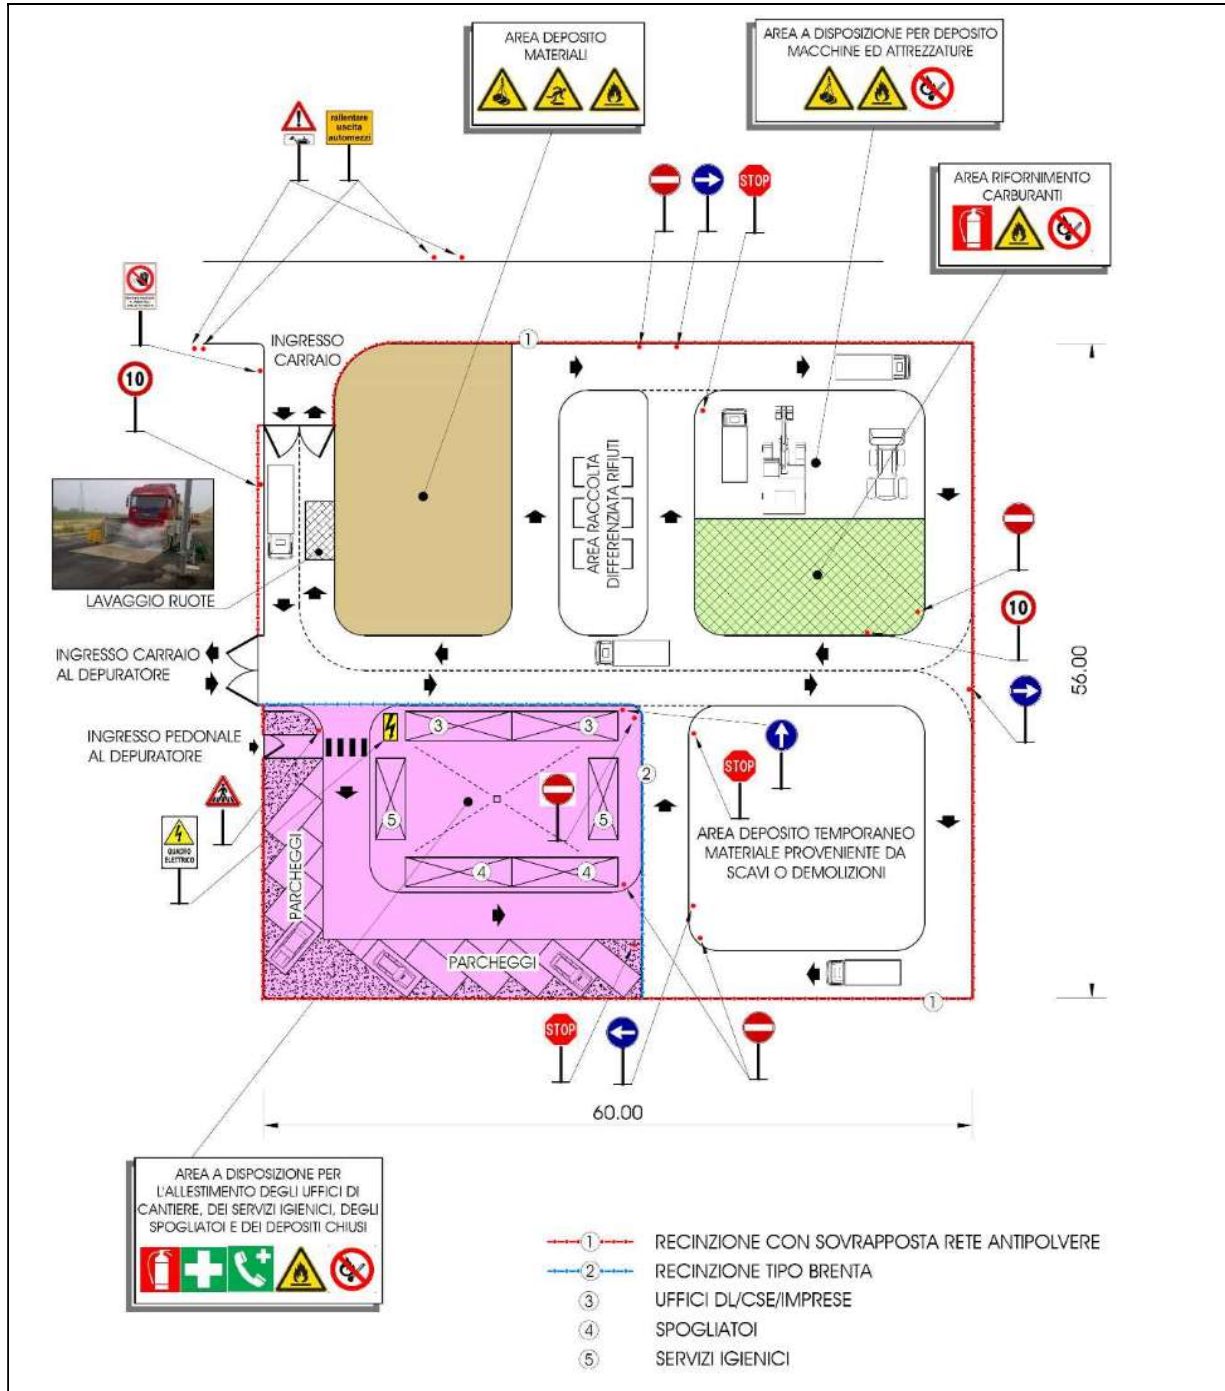 AREA DEPOSITO
MATERIALI
AREA A DISPOSIZIONE PER DEPOSITO
MACCHINE ED ATTREZZATURE
rallentare
uscita
automezzi
STOP
AREA RIFORNIMENTO
CARBURANTI
INGRESSO
CARRAIO
1
10
AREA RACCOLTA
DIFFERENZIATA RIFIUTI
LAVAGGIO RUOTE
10
INGRESSO CARRAIO
AL DEPURATORE
56.00
INGRESSO PEDONALE
AL DEPURATORE
3
3
2
STOP
5
5
QUADRO
ELETTRICO
AREA DEPOSITO TEMPORANEO
MATERIALE PROVENIENTE DA
SCAVI O DEMOLIZIONI
4
4
PARCHEGGI
PARCHEGGI
1
STOP
60.00
AREA A DISPOSIZIONE PER
L'ALLESTIMENTO DEGLI UFFICI DI
CANTIERE, DEI SERVIZI IGIENICI, DEGLI
SPOGLIATOI E DEI DEPOSITI CHIUSI
1 RECINZIONE CON SOVRAPPOSTA RETE ANTIPOLVERE
2 RECINZIONE TIPO BRENTA
3 UFFICI DL/CSE/IMPRESE
4 SPOGLIATOI
5 SERVIZI IGIENICI